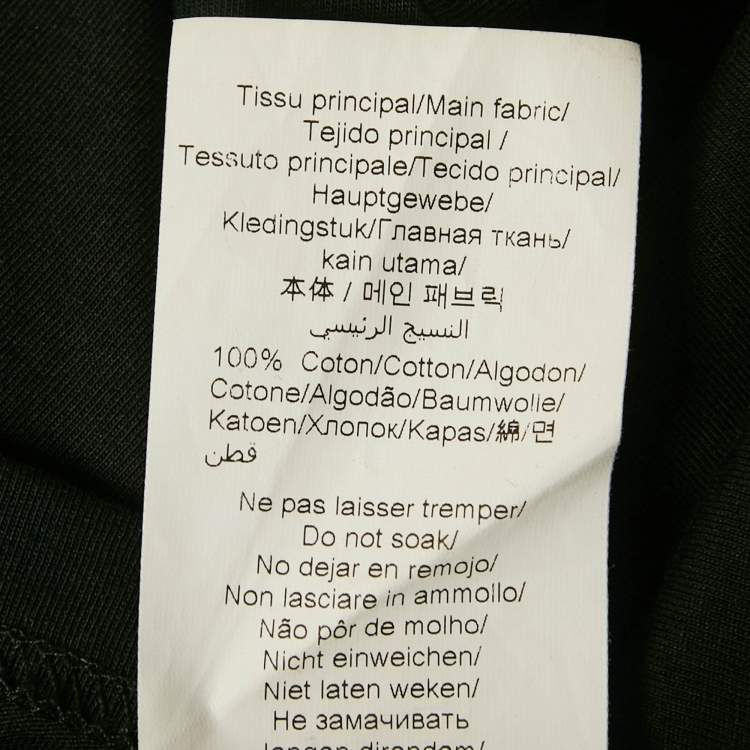 Tissu principal/Main fabric/
Tejido principal /
Tessuto principale/Tecido principal/
Hauptgewebe/
Kledingstuk/Главная ткань/
kain utama/
本体 / 메인 패브릭
النسيج الرئيسي
100% Coton/Cotton/Algodon/
Cotone/Algodão/Baumwolle/
Katoen/Хлопок/Kapas/綿/면
قطن
Ne pas laisser tremper/
Do not soak/
No dejar en remojo/
Non lasciare in ammollo/
Não pôr de molho/
Nicht einweichen/
Niet laten weken/
Не замачивать
jangan direndam/